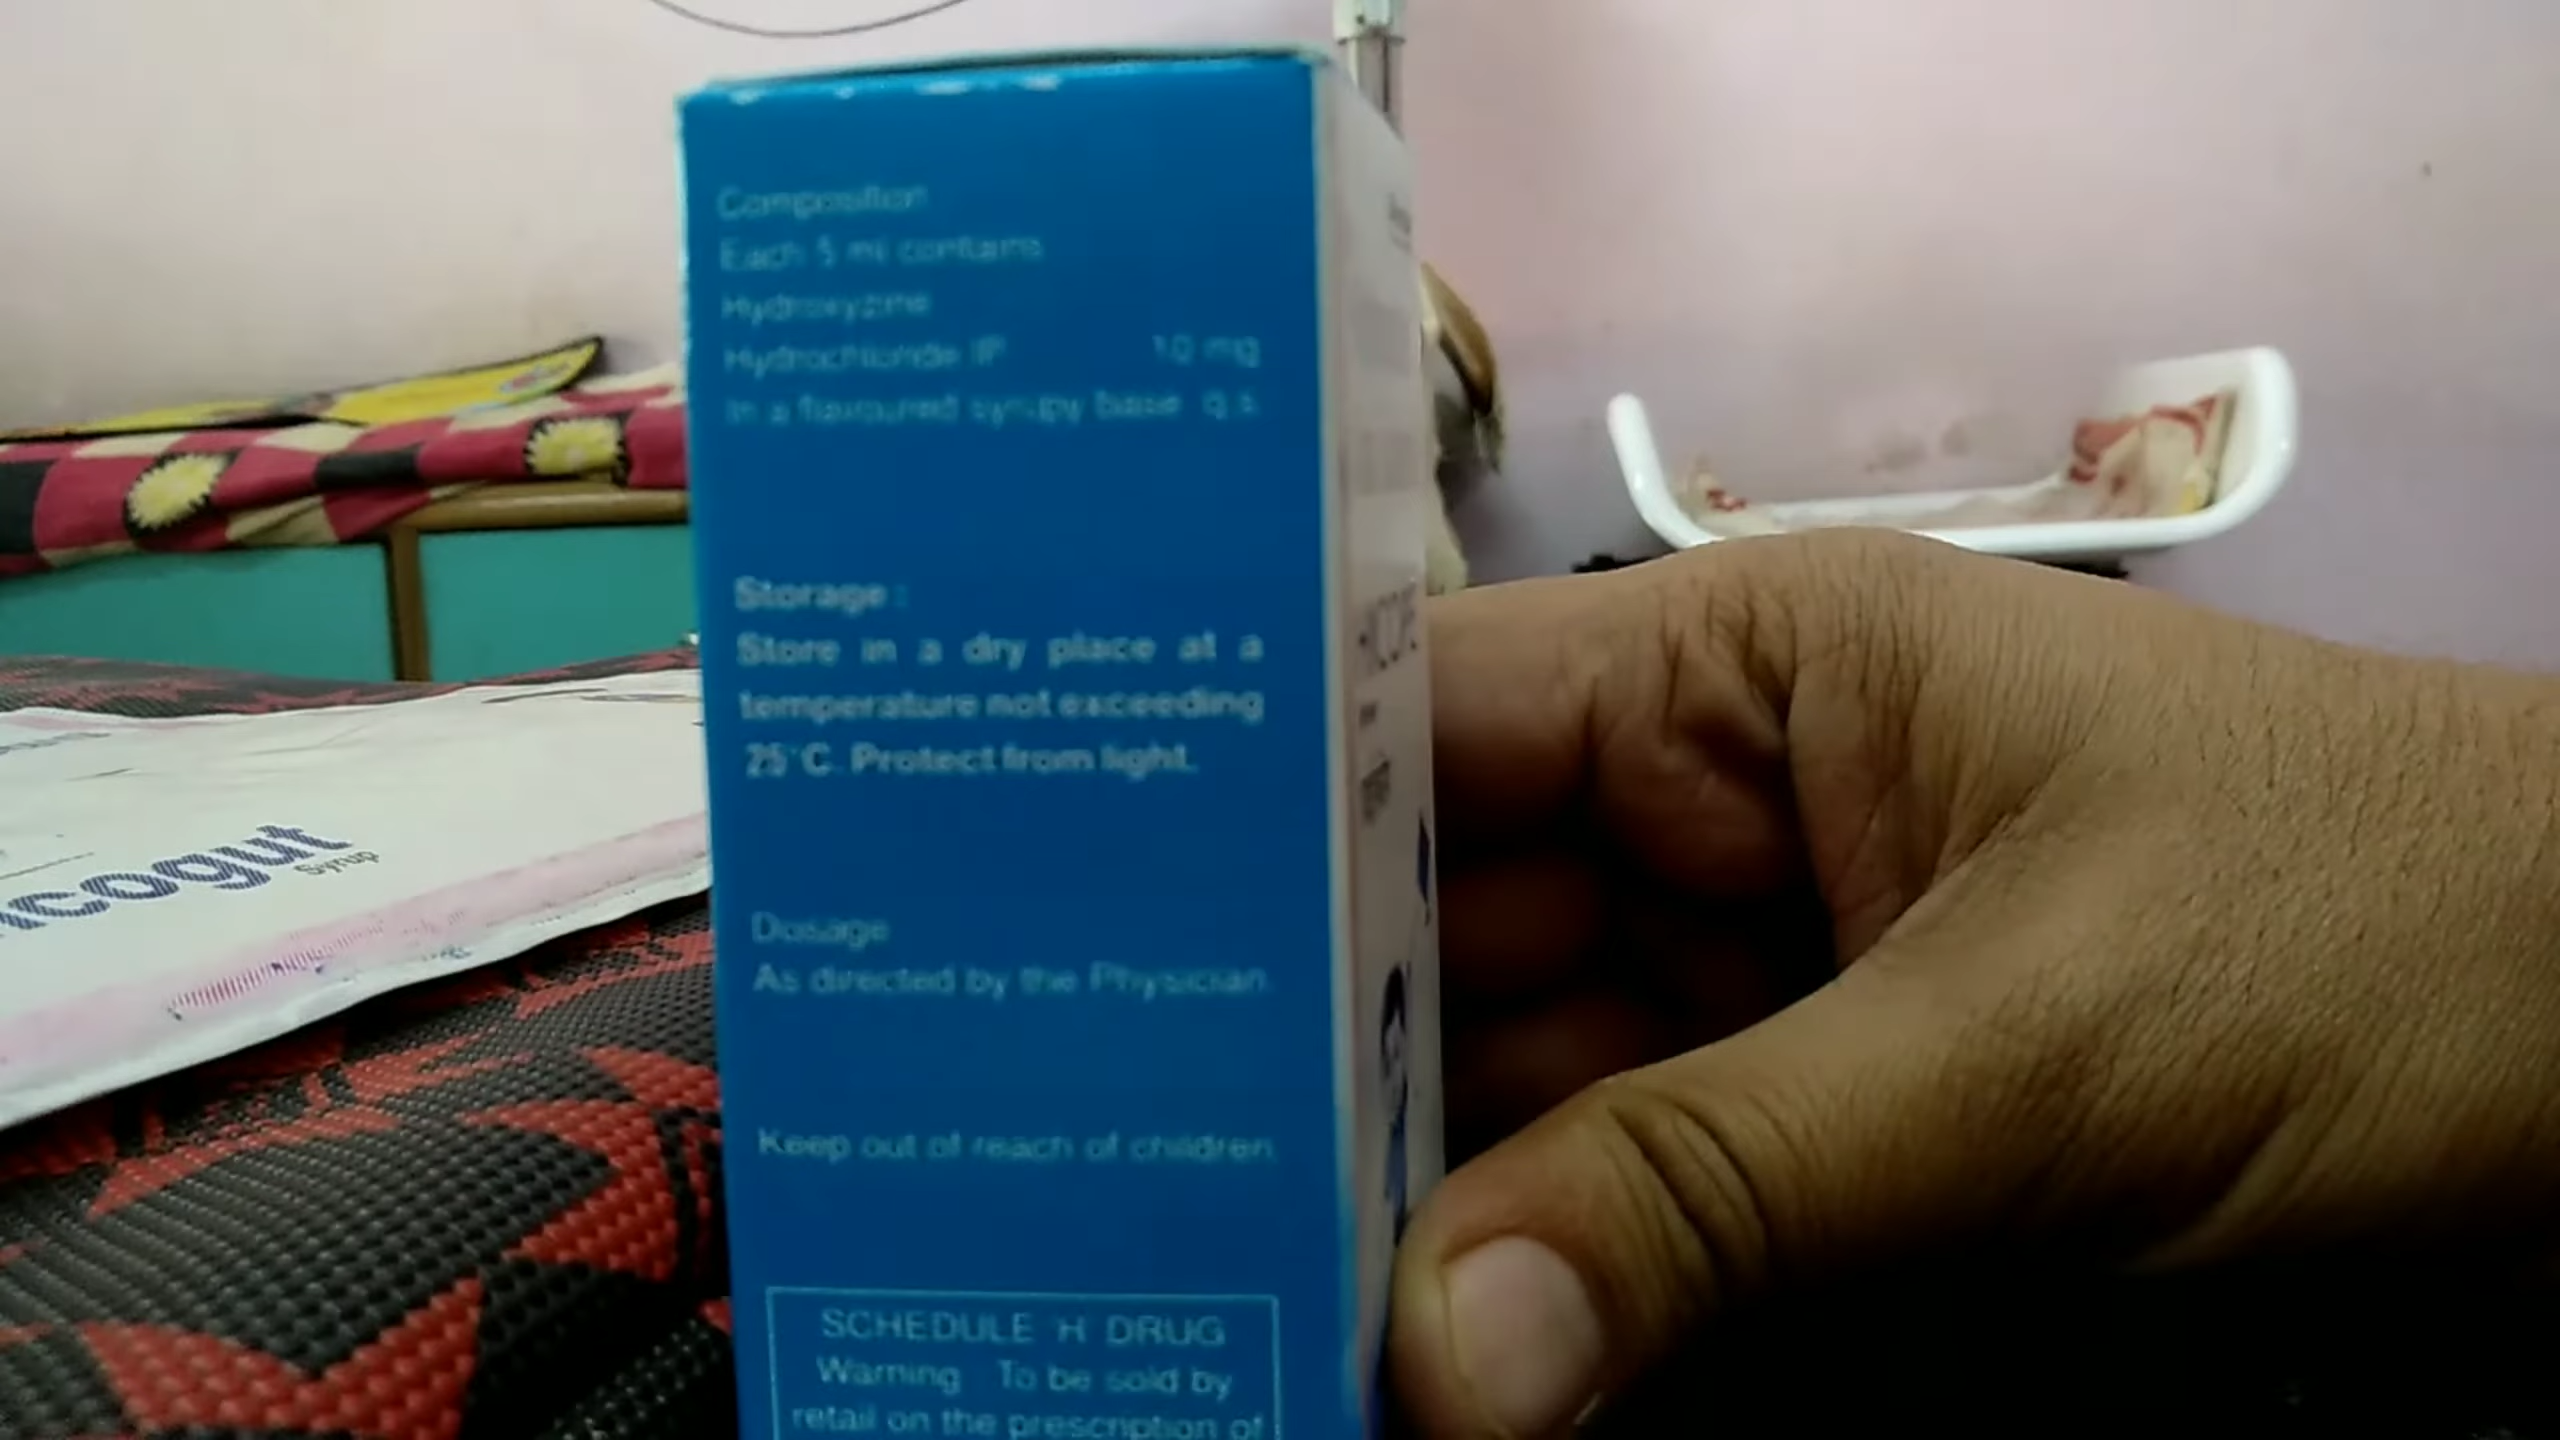 Composition
Each 5 ml contains
Hydroxyzine
Hydrochloride IP 10 mg
In a flavoured syrupy base q.s.
Storage :
Store in a dry place at a
temperature not exceeding
25°C. Protect from light.
Dosage
As directed by the Physician
Keep out of reach of children.
SCHEDULE H DRUG
Warning To be sold by
retail on the prescription of
cogut
Syrup